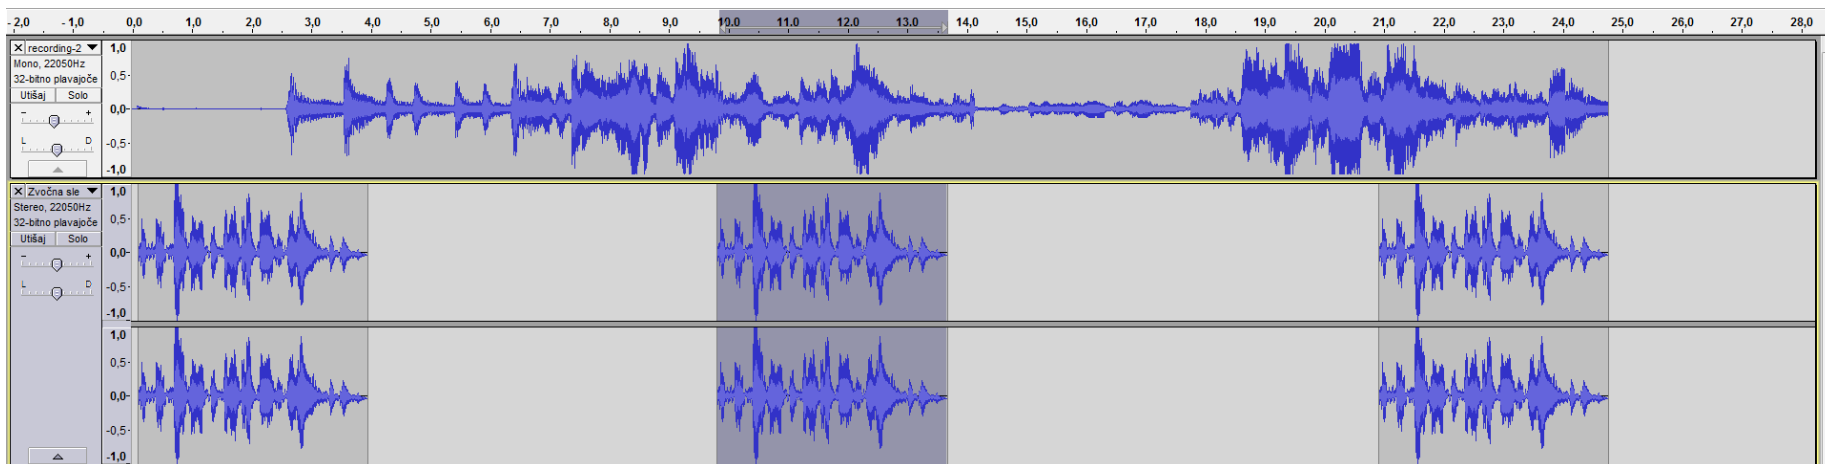 - 2,0 - 1,0 0,0 1,0 2,0 3,0 4,0 5,0 6,0 7,0 8,0 9,0 10,0 11,0 12,0 13,0 14,0 15,0 16,0 17,0 18,0 19,0 20,0 21,0 22,0 23,0 24,0 25,0 26,0 27,0 28,0
X recording-2 ▼ 1,0
Mono, 22050Hz
32-bitno plavajoče 0,5-
Utišaj Solo
- + 0,0-
L D -0,5-
-1,0
X Zvočna sle ▼ 1,0
Stereo, 22050Hz 0,5-
32-bitno plavajoče
Utišaj Solo
- + 0,0-
L D -0,5-
-1,0
1,0
0,5-
0,0-
-0,5-
-1,0